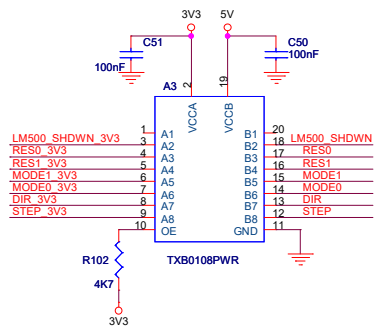 3V3 5V
C51 C50
100nF 100nF
A3
2 19
VCCA VCCB
1 A1 B1 20
LM500_SHDWN_3V3 3 A2 B2 18 LM500_SHDWN
RES0_3V3 4 A3 B3 17 RES0
RES1_3V3 5 A4 B4 16 RES1
MODE1_3V3 6 A5 B5 15 MODE1
MODE0_3V3 7 A6 B6 14 MODE0
DIR_3V3 8 A7 B7 13 DIR
STEP_3V3 9 A8 B8 12 STEP
10 OE GND 11
R102 TXB0108PWR
4K7
3V3